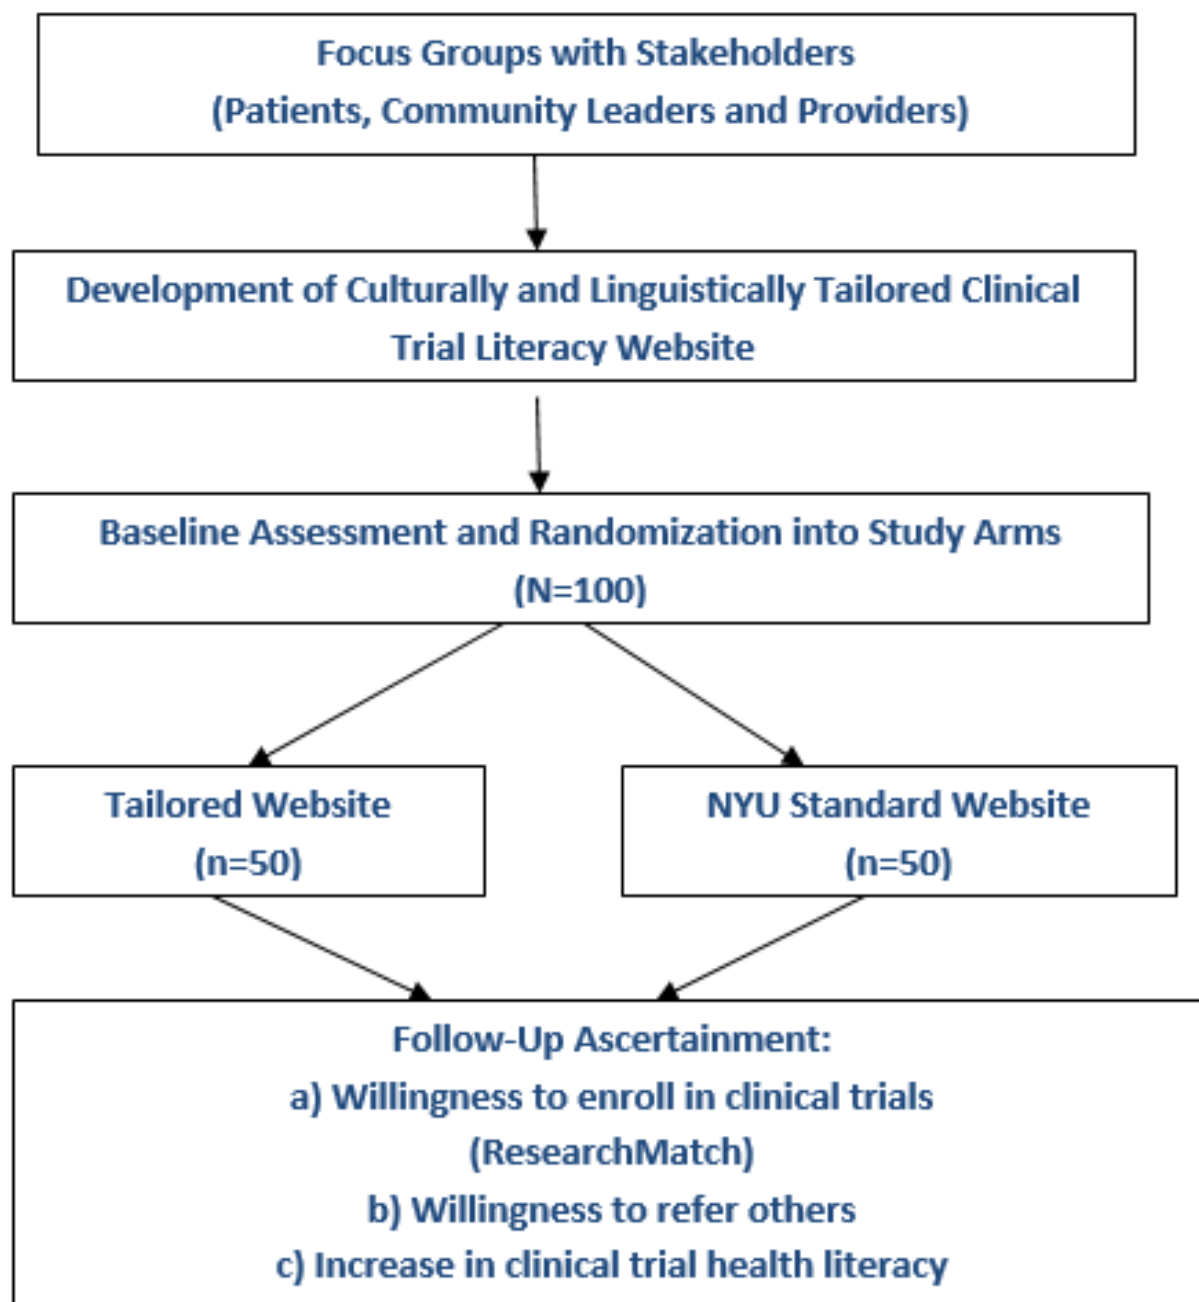 Focus Groups with Stakeholders
(Patients, Community Leaders and Providers)
Development of Culturally and Linguistically Tailored Clinical
Trial Literacy Website
Baseline Assessment and Randomization into Study Arms
(N=100)
Tailored Website
(n=50)
NYU Standard Website
(n=50)
Follow-Up Ascertainment:
a) Willingness to enroll in clinical trials
(ResearchMatch)
b) Willingness to refer others
c) Increase in clinical trial health literacy